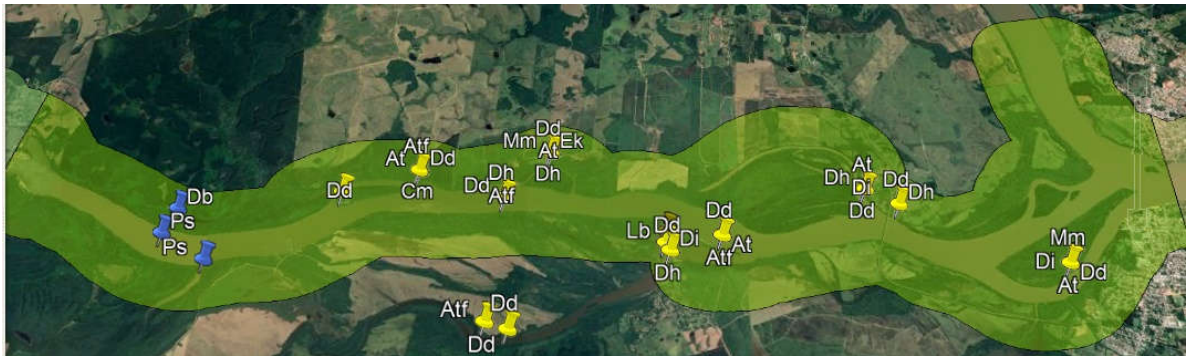 Db
Ps
Ps
Dd
Atf
At Dd
Cm
Dh
Dd
Atf
Dd
Mm Ek
At
Dh
Dd
Lb Di
Dh
Dd
At
Atf
At
Dh Di
Dd
Dd
Dh
Mm
Di Dd
At
Atf Dd
Dd